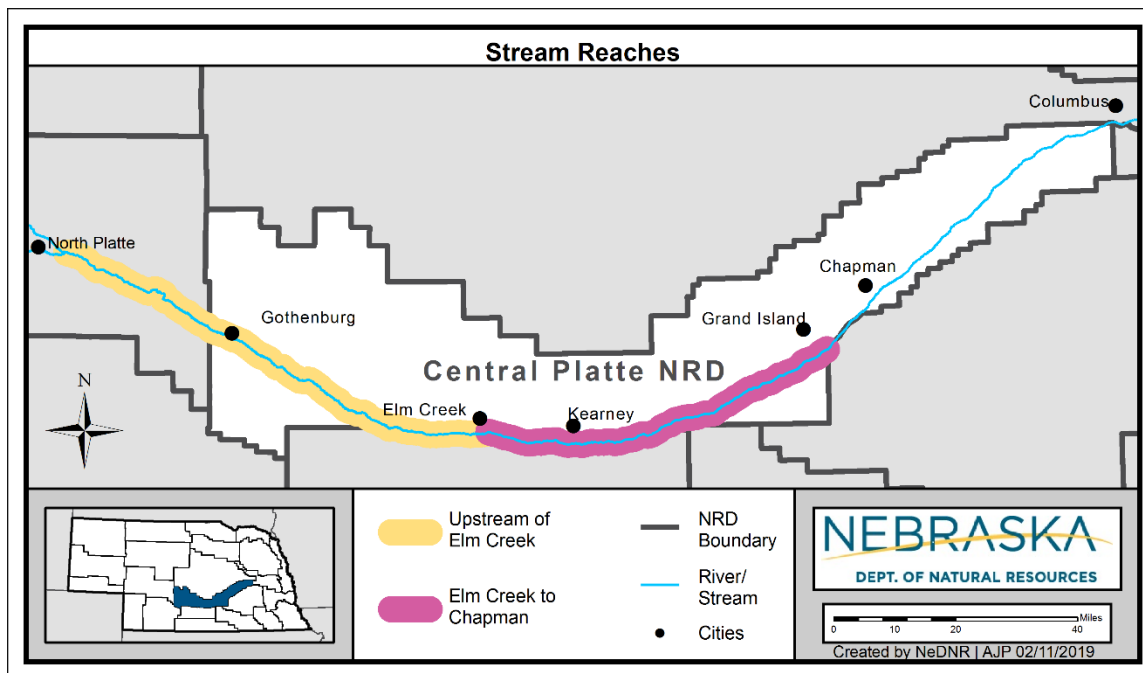 Stream Reaches
Columbus
North Platte
Chapman
Gothenburg
Grand Island
Central Platte NRD
N
Elm Creek
Kearney
Upstream of
Elm Creek
Elm Creek to
Chapman
NRD
Boundary
River/
Stream
Cities
NEBRASKA
DEPT. OF NATURAL RESOURCES
Miles
0 10 20 40
Created by NeDNR | AJP 02/11/2019